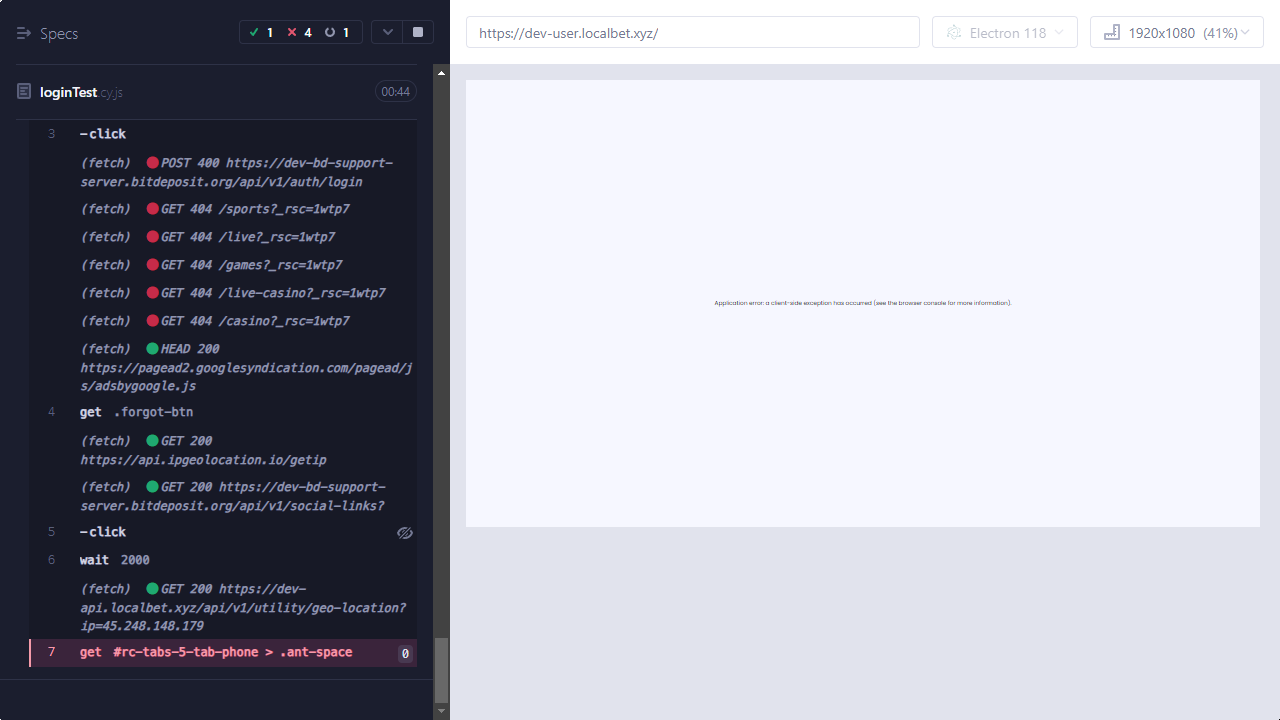 Specs
1 4 1
https://dev-user.localbet.xyz/
Electron 118
1920x1080 (41%)
loginTest.cy.js
00:44
3 -click
(fetch) POST 400 https://dev-bd-support-
server.bitdeposit.org/api/v1/auth/login
(fetch) GET 404 /sports?_rsc=1wtp7
(fetch) GET 404 /live?_rsc=1wtp7
(fetch) GET 404 /games?_rsc=1wtp7
(fetch) GET 404 /live-casino?_rsc=1wtp7
(fetch) GET 404 /casino?_rsc=1wtp7
(fetch) HEAD 200
https://pagead2.googlesyndication.com/pagead/j
s/adsbygoogle.js
4 get .forgot-btn
(fetch) GET 200
https://api.ipgeolocation.io/getip
(fetch) GET 200 https://dev-bd-support-
server.bitdeposit.org/api/v1/social-links?
5 -click
6 wait 2000
(fetch) GET 200 https://dev-
api.localbet.xyz/api/v1/utility/geo-location?
ip=45.248.148.179
7 get #rc-tabs-5-tab-phone > .ant-space 0
Application error: a client-side exception has occurred (see the browser console for more information).